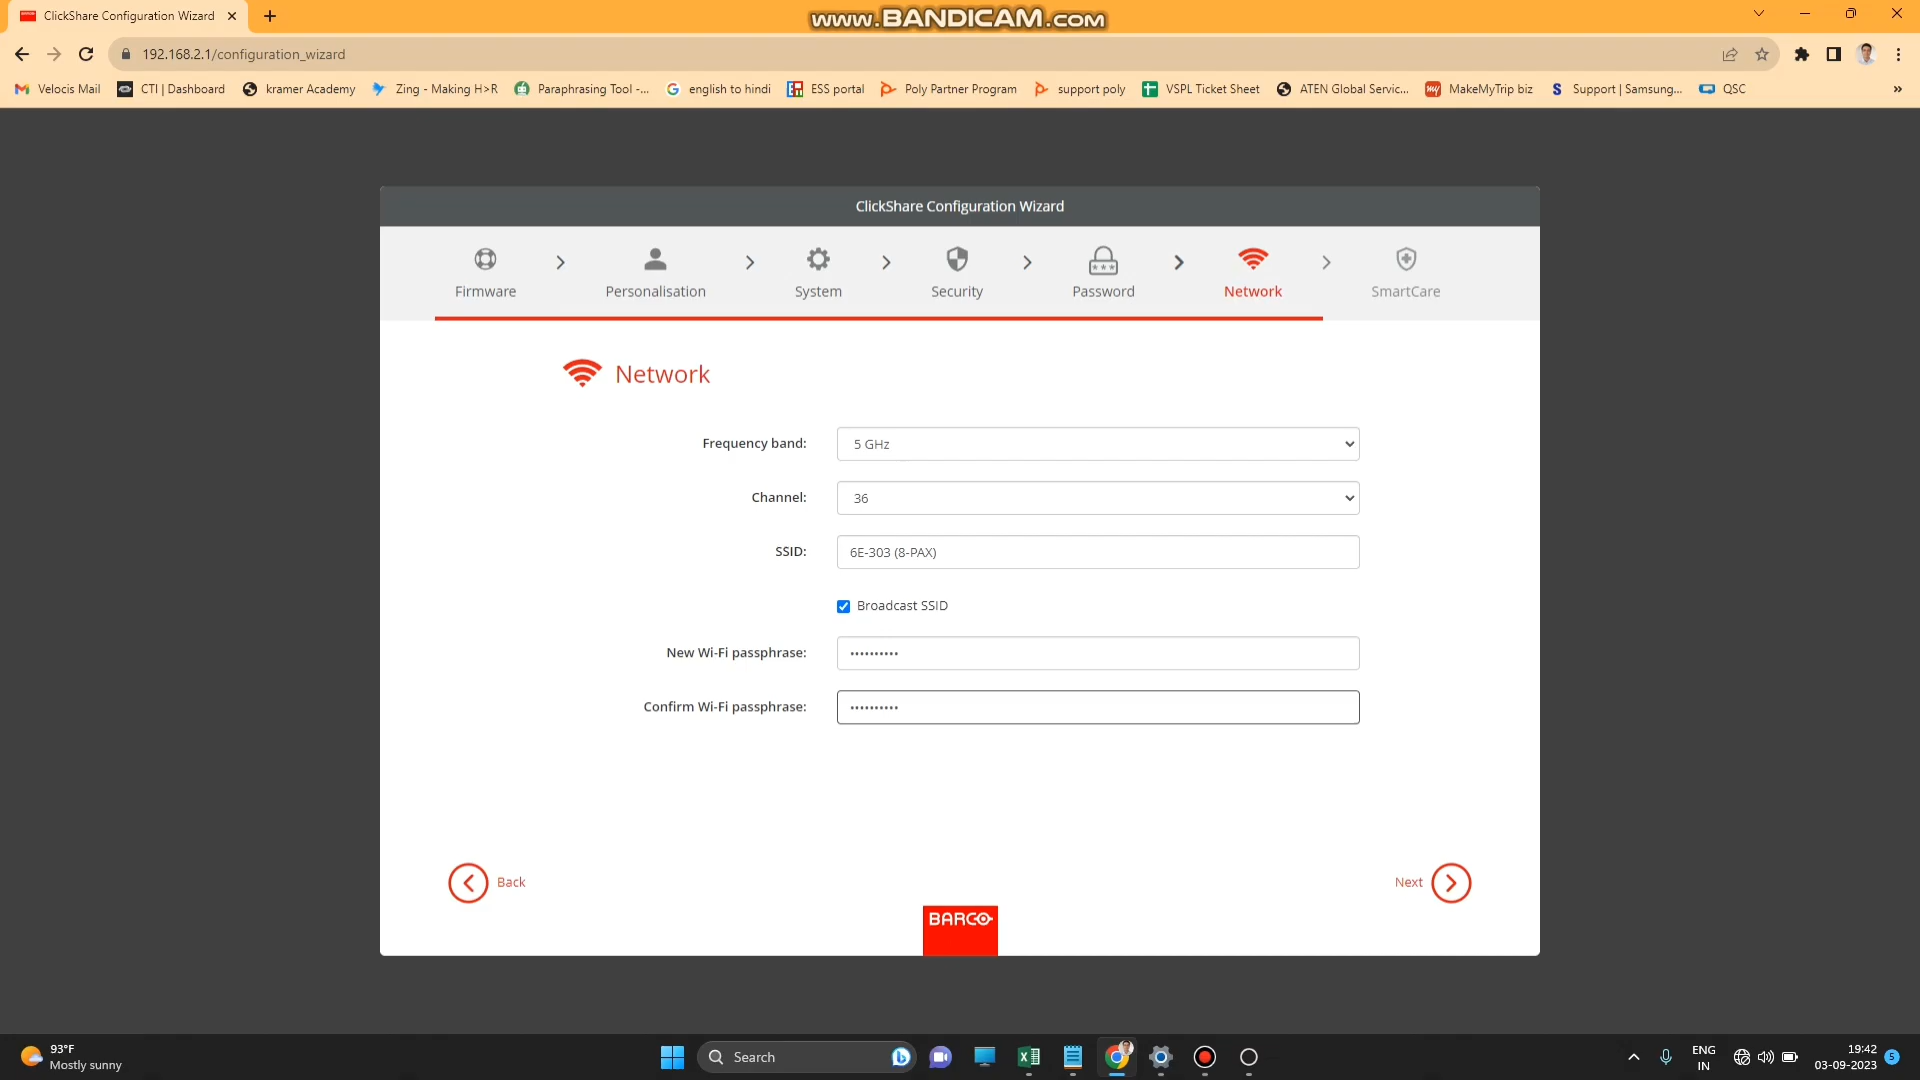 ClickShare Configuration Wizard
www.BANDICAM.com
192.168.2.1/configuration_wizard
Velocis Mail
CTI | Dashboard
kramer Academy
Zing - Making H>R
Paraphrasing Tool -...
english to hindi
ESS portal
Poly Partner Program
support poly
VSPL Ticket Sheet
ATEN Global Servic...
MakeMyTrip biz
Support | Samsung...
QSC
»
ClickShare Configuration Wizard
Firmware
Personalisation
System
Security
Password
Network
SmartCare
Network
Frequency band:
5 GHz
Channel:
36
SSID:
6E-303 (8-PAX)
Broadcast SSID
New Wi-Fi passphrase:
••••••••••
Confirm Wi-Fi passphrase:
••••••••••
Back
Next
BARCO
93°F
Mostly sunny
Search
ENG
IN
19:42
03-09-2023
5